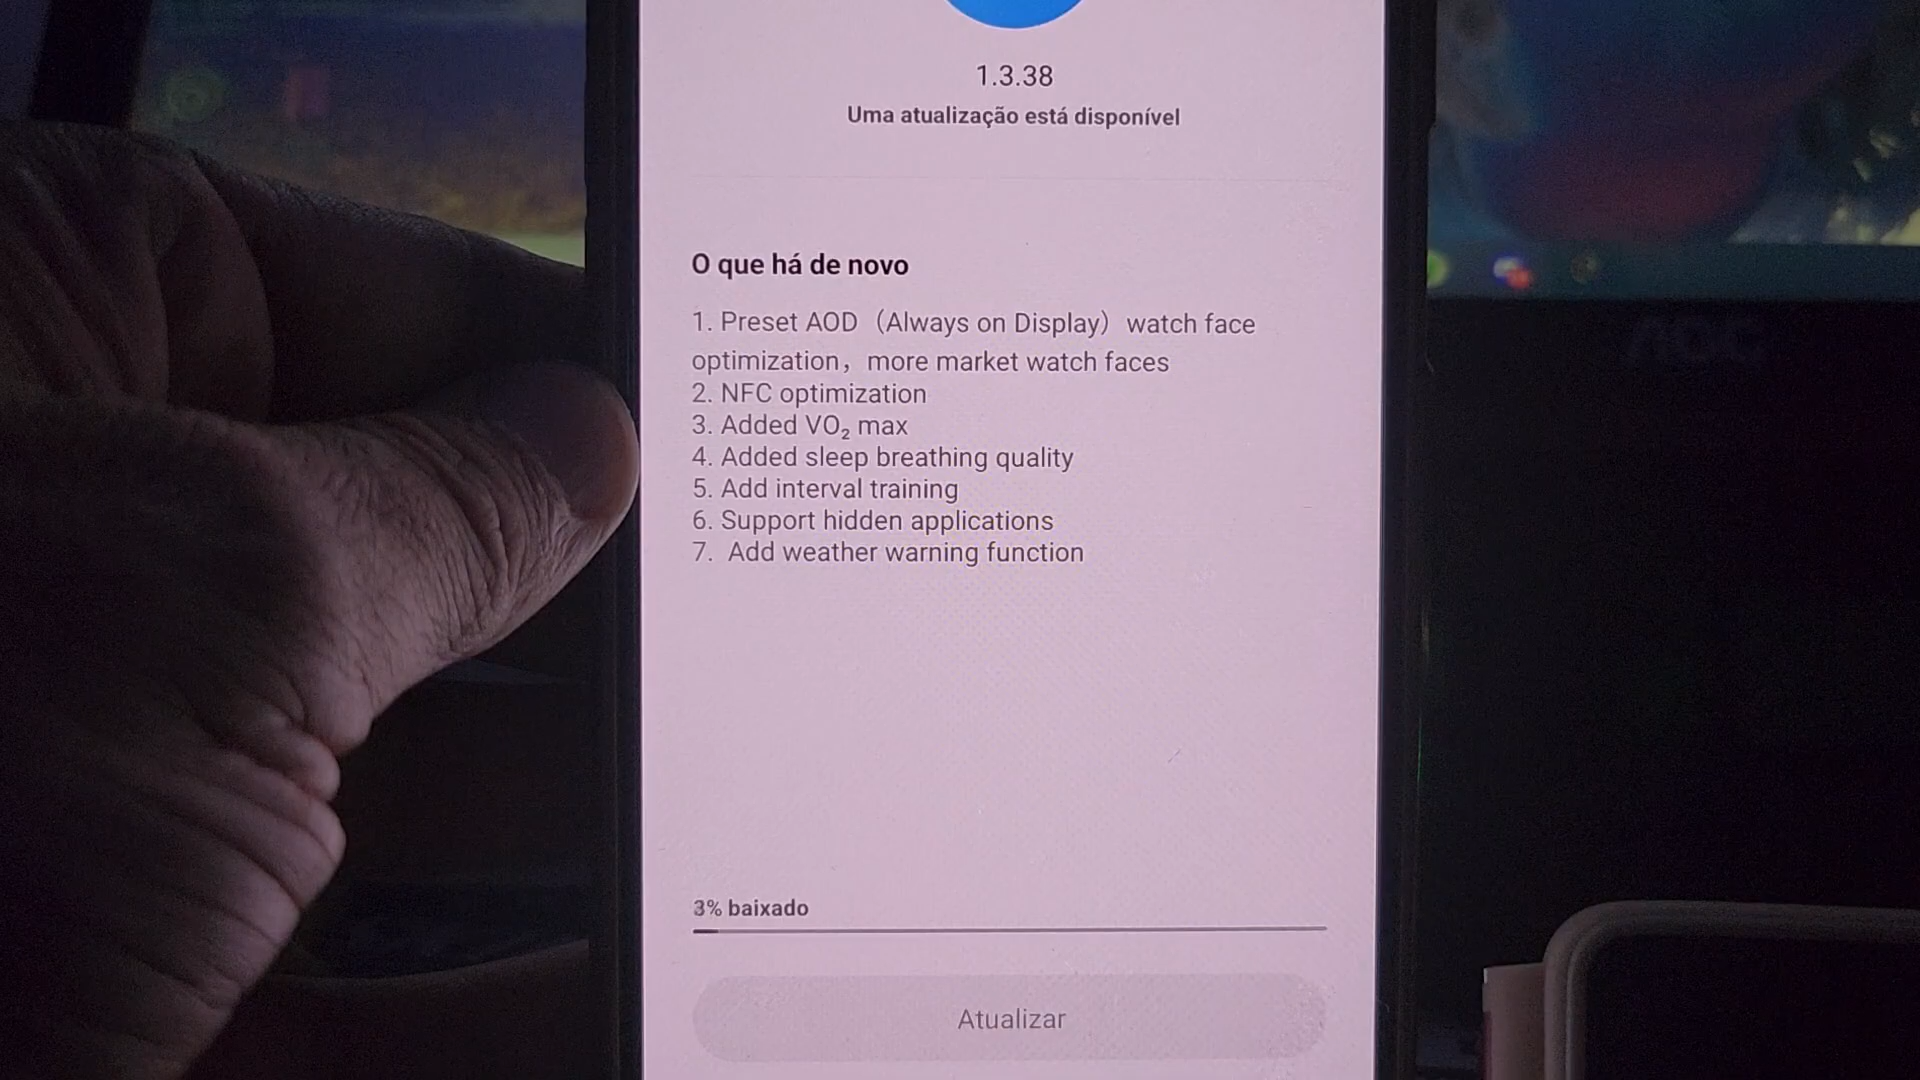 1.3.38
Uma atualização está disponível
O que há de novo
1. Preset AOD（Always on Display）watch face
optimization，more market watch faces
2. NFC optimization
3. Added VO₂ max
4. Added sleep breathing quality
5. Add interval training
6. Support hidden applications
7.  Add weather warning function
3% baixado
Atualizar
AOC